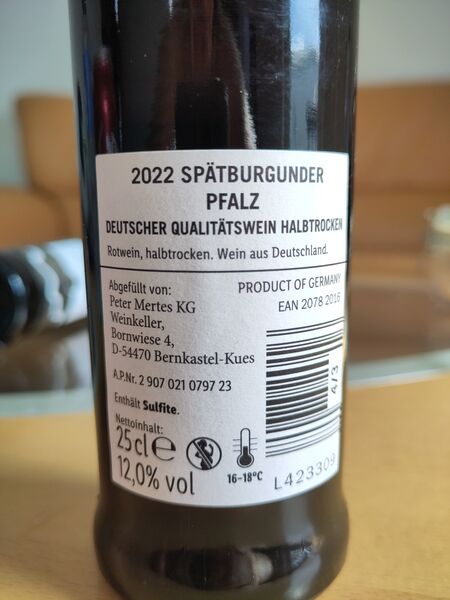 2022 SPÄTBURGUNDER
PFALZ
DEUTSCHER QUALITÄTSWEIN HALBTROCKEN
Rotwein, halbtrocken. Wein aus Deutschland.
Abgefüllt von:
Peter Mertes KG
Weinkeller,
Bornwiese 4,
D-54470 Bernkastel-Kues
A.P.Nr. 2 907 021 0797 23
Enthält Sulfite.
Nettoinhalt:
25cl ℮
12,0% vol
16-18°C
PRODUCT OF GERMANY
EAN 2078 2016
4/3
L423309